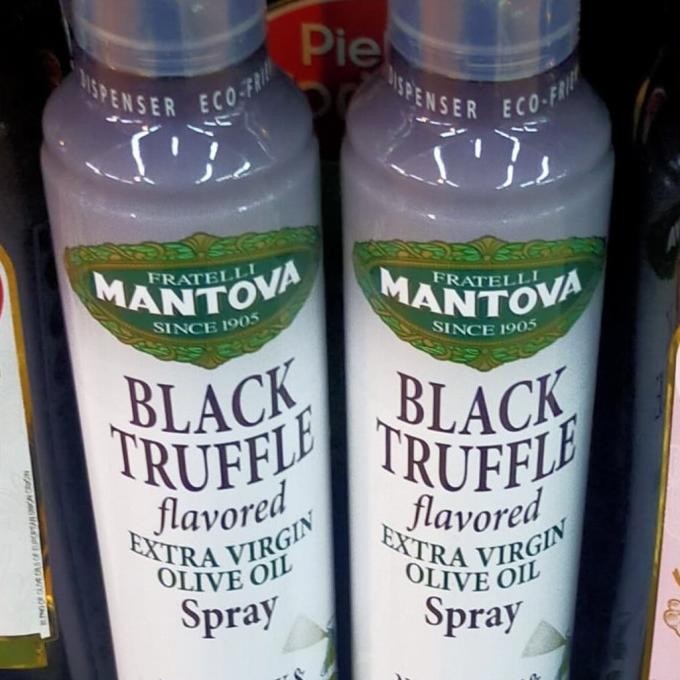 Pie
DISPENSER ECO-FRIE
FRATELLI
MANTOVA
SINCE 1905
BLACK
TRUFFLE
flavored
EXTRA VIRGIN
OLIVE OIL
Spray
DISPENSER ECO-FRIE
FRATELLI
MANTOVA
SINCE 1905
BLACK
TRUFFLE
flavored
EXTRA VIRGIN
OLIVE OIL
Spray